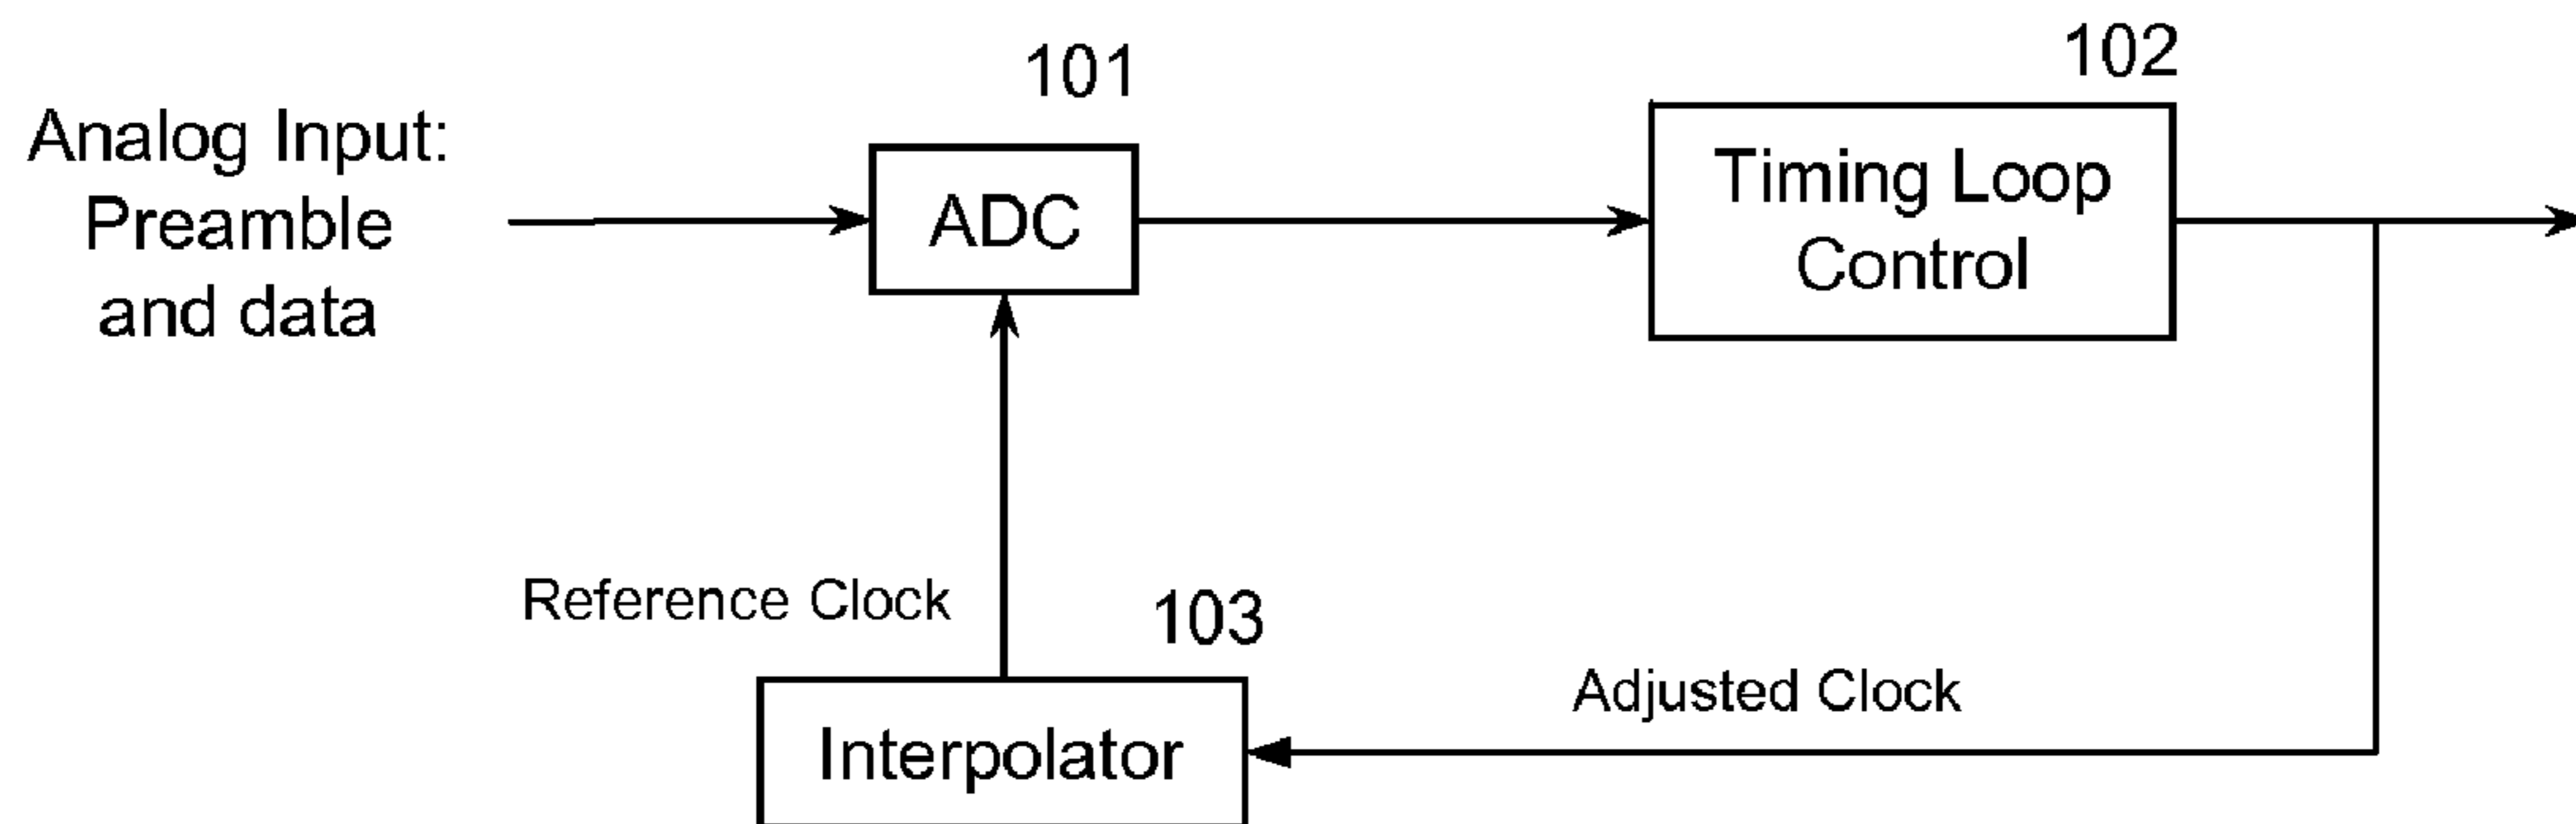 101
102
Analog Input:
Preamble
and data
ADC
Timing Loop
Control
Reference Clock
103
Adjusted Clock
Interpolator